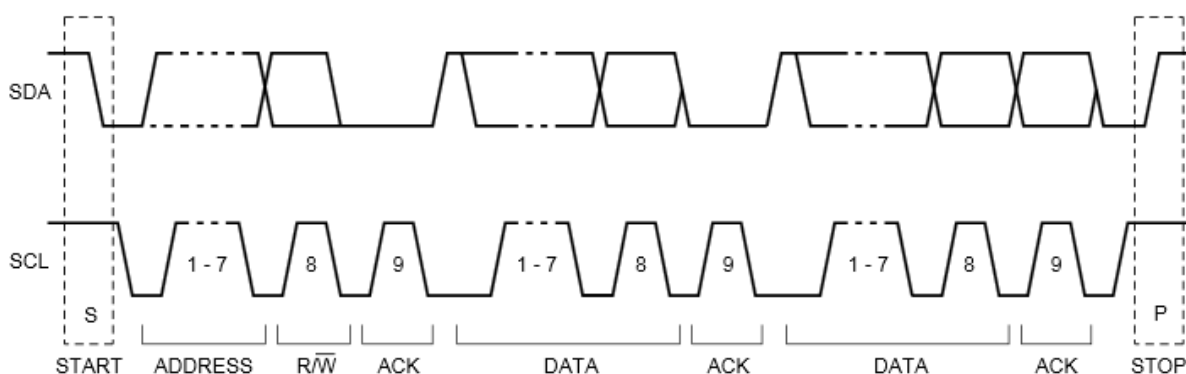 SDA
SCL
1 - 7 8 9 1 - 7 8 9 1 - 7 8 9
S P
START ADDRESS R/W̅ ACK DATA ACK DATA ACK STOP